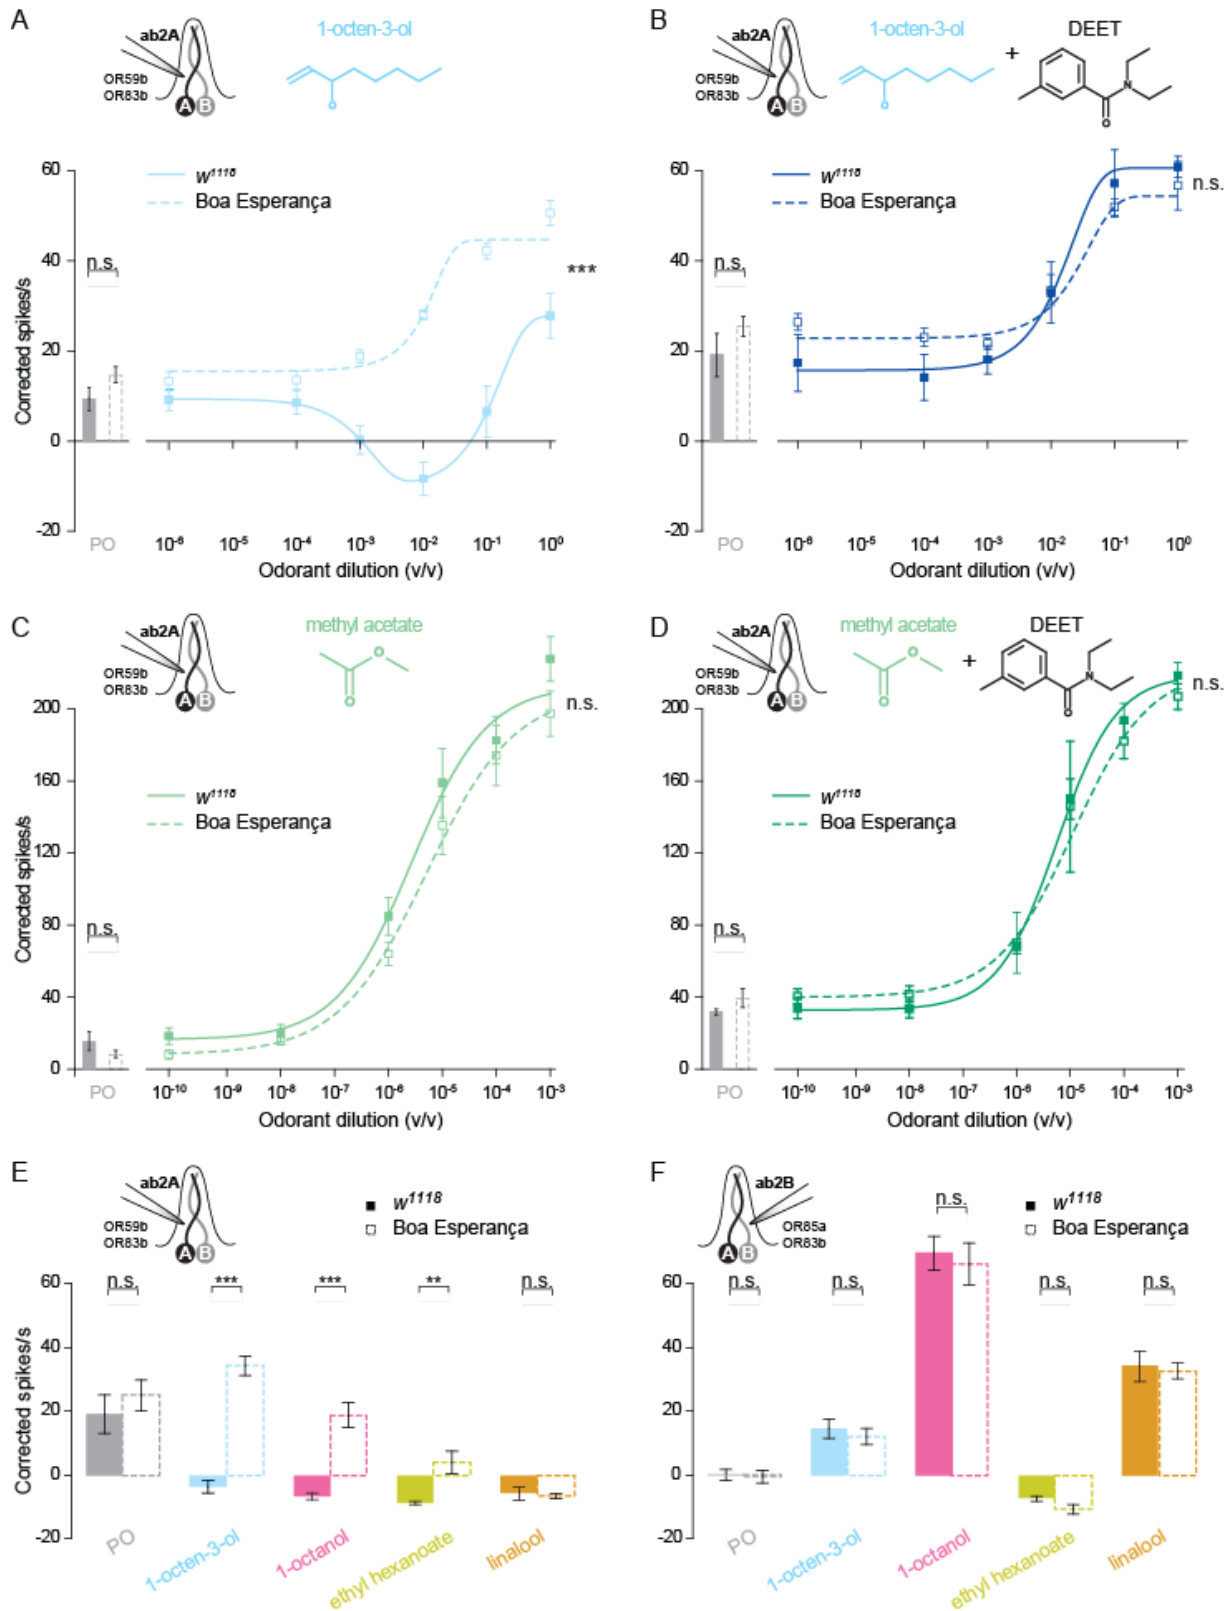 A
ab2A
1-octen-3-ol
OR59b
OR83b
A B
60
40
20
0
-20
Corrected spikes/s
w1118
Boa Esperança
n.s.
***
PO
10-6 10-5 10-4 10-3 10-2 10-1 100
Odorant dilution (v/v)
B
ab2A
1-octen-3-ol
+
DEET
OR59b
OR83b
A B
N
O
60
40
20
0
-20
w1118
Boa Esperança
n.s.
n.s.
PO
10-6 10-5 10-4 10-3 10-2 10-1 100
Odorant dilution (v/v)
C
ab2A
methyl acetate
OR59b
OR83b
A B
O
O
200
160
120
80
40
0
Corrected spikes/s
w1118
Boa Esperança
n.s.
n.s.
PO
10-10 10-9 10-8 10-7 10-6 10-5 10-4 10-3
Odorant dilution (v/v)
D
ab2A
methyl acetate
+
DEET
OR59b
OR83b
A B
O
O
N
O
200
160
120
80
40
0
w1118
Boa Esperança
n.s.
n.s.
PO
10-10 10-9 10-8 10-7 10-6 10-5 10-4 10-3
Odorant dilution (v/v)
E
ab2A
OR59b
OR83b
A B
w1118
Boa Esperança
60
40
20
0
-20
Corrected spikes/s
n.s. *** *** ** n.s.
PO
1-octen-3-ol
1-octanol
ethyl hexanoate
linalool
F
ab2B
OR85a
OR83b
A B
w1118
Boa Esperança
60
40
20
0
-20
n.s. n.s. n.s. n.s. n.s.
PO
1-octen-3-ol
1-octanol
ethyl hexanoate
linalool